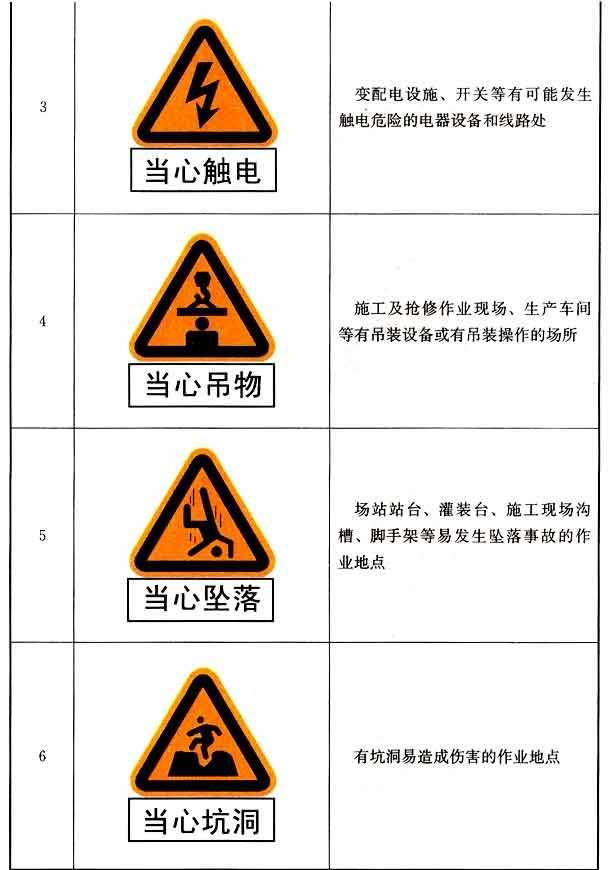 3
当心触电
变配电设施、开关等有可能发生
触电危险的电器设备和线路处
4
当心吊物
施工及抢修作业现场、生产车间
等有吊装设备或有吊装操作的场所
5
当心坠落
场站站台、灌装台、施工现场沟
槽、脚手架等易发生坠落事故的作
业地点
6
当心坑洞
有坑洞易造成伤害的作业地点